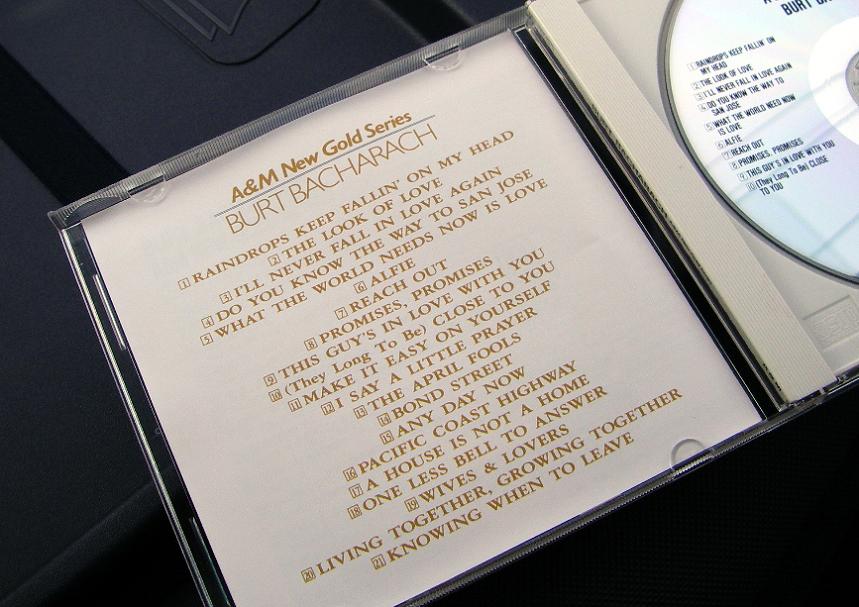 A&M New Gold Series
BURT BACHARACH
1 RAINDROPS KEEP FALLIN' ON MY HEAD
2 THE LOOK OF LOVE
3 I'LL NEVER FALL IN LOVE AGAIN
4 DO YOU KNOW THE WAY TO SAN JOSE
5 WHAT THE WORLD NEEDS NOW IS LOVE
6 ALFIE
7 REACH OUT
8 PROMISES, PROMISES
9 THIS GUY'S IN LOVE WITH YOU
10 (They Long To Be) CLOSE TO YOU
11 MAKE IT EASY ON YOURSELF
12 I SAY A LITTLE PRAYER
13 THE APRIL FOOLS
14 BOND STREET
15 ANY DAY NOW
16 PACIFIC COAST HIGHWAY
17 A HOUSE IS NOT A HOME
18 ONE LESS BELL TO ANSWER
19 WIVES & LOVERS
20 LIVING TOGETHER, GROWING TOGETHER
21 KNOWING WHEN TO LEAVE
BURT
1 RAINDROPS KEEP FALLIN' ON
MY HEAD
2 THE LOOK OF LOVE
3 I'LL NEVER FALL IN LOVE AGAIN
4 DO YOU KNOW THE WAY TO
SAN JOSE
5 WHAT THE WORLD NEED NOW
IS LOVE
6 ALFIE
7 REACH OUT
8 PROMISES, PROMISES
9 THIS GUY'S IN LOVE WITH YOU
10 (They Long To Be) CLOSE
TO YOU